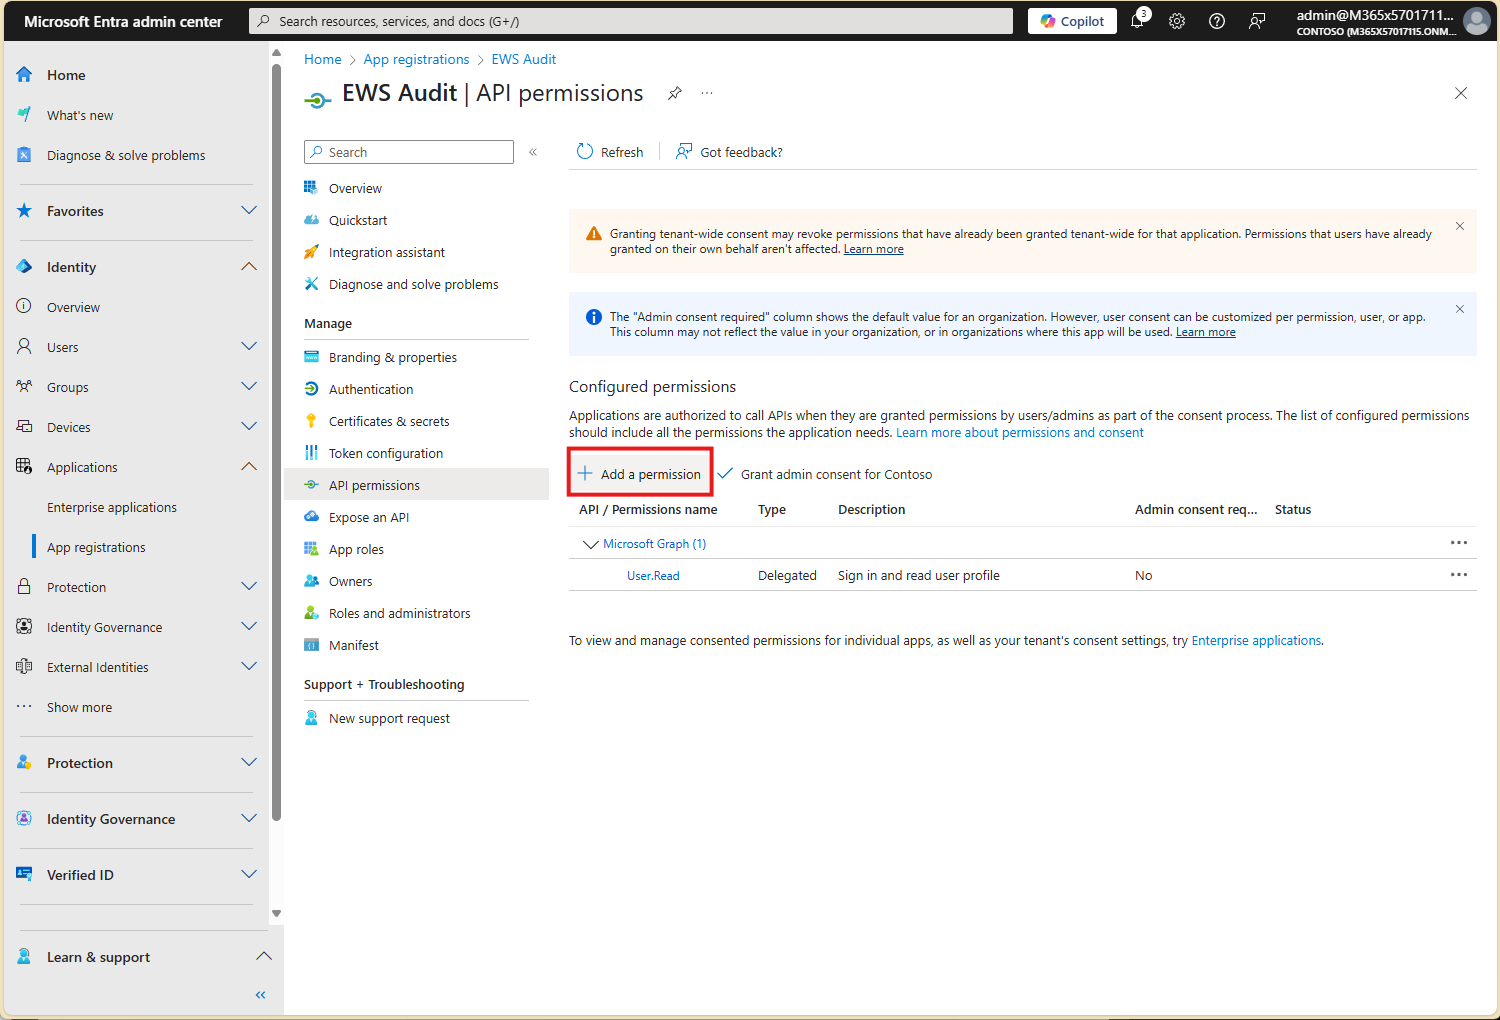 Microsoft Entra admin center
Search resources, services, and docs (G+/)
Copilot
3
admin@M365x5701711...
CONTOSO (M365X57017115.ONM...
Home
What's new
Diagnose & solve problems
Favorites
Identity
Overview
Users
Groups
Devices
Applications
Enterprise applications
App registrations
Protection
Identity Governance
External Identities
Show more
Protection
Identity Governance
Verified ID
Learn & support
Home > App registrations > EWS Audit
EWS Audit | API permissions
Search
Overview
Quickstart
Integration assistant
Diagnose and solve problems
Manage
Branding & properties
Authentication
Certificates & secrets
Token configuration
API permissions
Expose an API
App roles
Owners
Roles and administrators
Manifest
Support + Troubleshooting
New support request
Refresh
Got feedback?
Granting tenant-wide consent may revoke permissions that have already been granted tenant-wide for that application. Permissions that users have already
granted on their own behalf aren't affected. Learn more
The "Admin consent required" column shows the default value for an organization. However, user consent can be customized per permission, user, or app.
This column may not reflect the value in your organization, or in organizations where this app will be used. Learn more
Configured permissions
Applications are authorized to call APIs when they are granted permissions by users/admins as part of the consent process. The list of configured permissions
should include all the permissions the application needs. Learn more about permissions and consent
Add a permission
Grant admin consent for Contoso
API / Permissions name Type Description Admin consent req... Status
Microsoft Graph (1)
User.Read Delegated Sign in and read user profile No
To view and manage consented permissions for individual apps, as well as your tenant's consent settings, try Enterprise applications.